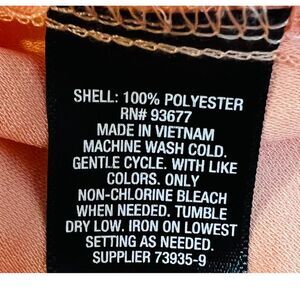 SHELL: 100% POLYESTER
RN# 93677
MADE IN VIETNAM
MACHINE WASH COLD.
GENTLE CYCLE. WITH LIKE
COLORS. ONLY
NON-CHLORINE BLEACH
WHEN NEEDED. TUMBLE
DRY LOW. IRON ON LOWEST
SETTING AS NEEDED.
SUPPLIER 73935-9